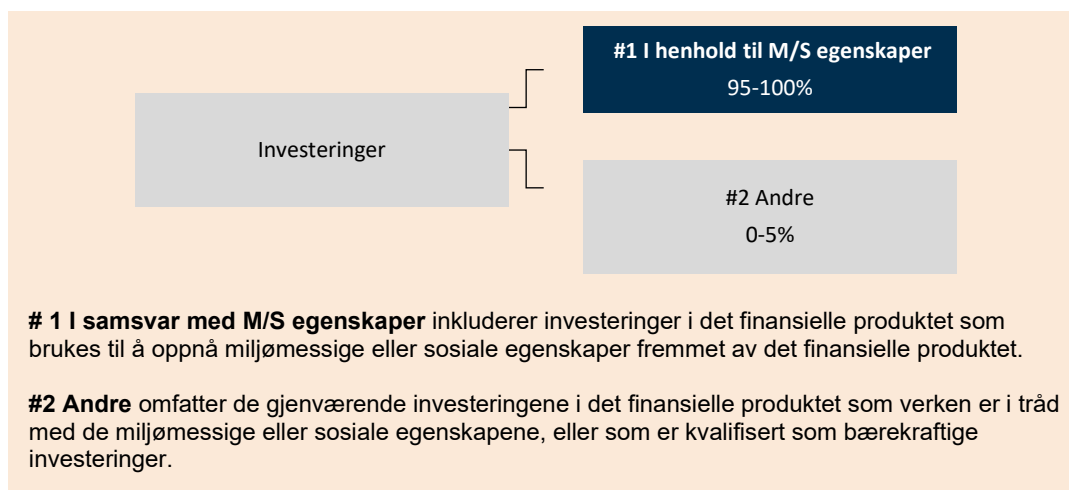 #1 I henhold til M/S egenskaper
95-100%
Investeringer
#2 Andre
0-5%
# 1 I samsvar med M/S egenskaper inkluderer investeringer i det finansielle produktet som
brukes til å oppnå miljømessige eller sosiale egenskaper fremmet av det finansielle produktet.
#2 Andre omfatter de gjenværende investeringene i det finansielle produktet som verken er i tråd
med de miljømessige eller sosiale egenskapene, eller som er kvalifisert som bærekraftige
investeringer.